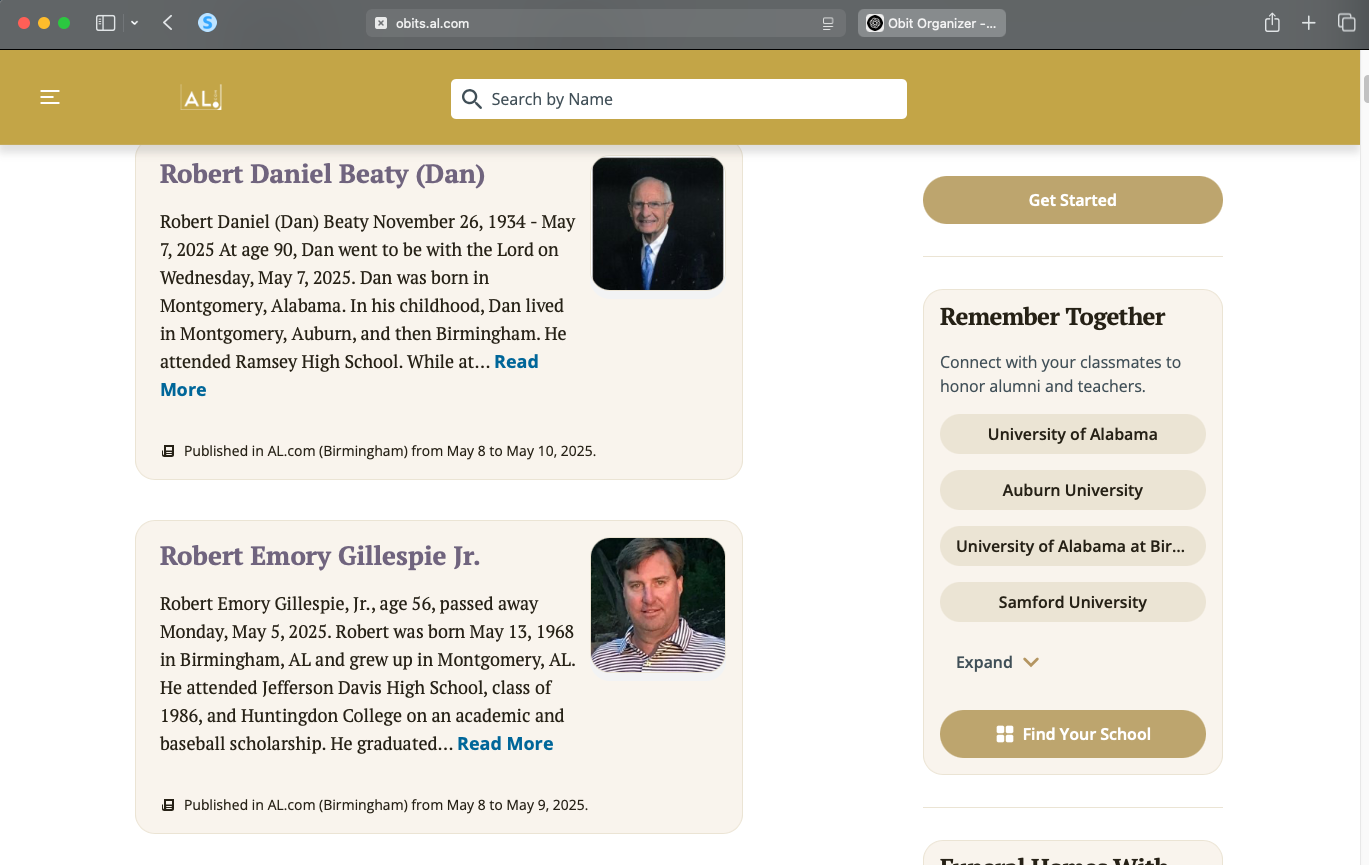 obits.al.com
Obit Organizer -...
AL.
Search by Name
Robert Daniel Beaty (Dan)
Robert Daniel (Dan) Beaty November 26, 1934 - May
7, 2025 At age 90, Dan went to be with the Lord on
Wednesday, May 7, 2025. Dan was born in
Montgomery, Alabama. In his childhood, Dan lived
in Montgomery, Auburn, and then Birmingham. He
attended Ramsey High School. While at... Read
More
Published in AL.com (Birmingham) from May 8 to May 10, 2025.
Robert Emory Gillespie Jr.
Robert Emory Gillespie, Jr., age 56, passed away
Monday, May 5, 2025. Robert was born May 13, 1968
in Birmingham, AL and grew up in Montgomery, AL.
He attended Jefferson Davis High School, class of
1986, and Huntingdon College on an academic and
baseball scholarship. He graduated... Read More
Published in AL.com (Birmingham) from May 8 to May 9, 2025.
Get Started
Remember Together
Connect with your classmates to
honor alumni and teachers.
University of Alabama
Auburn University
University of Alabama at Bir...
Samford University
Expand
Find Your School
Funeral Homes With